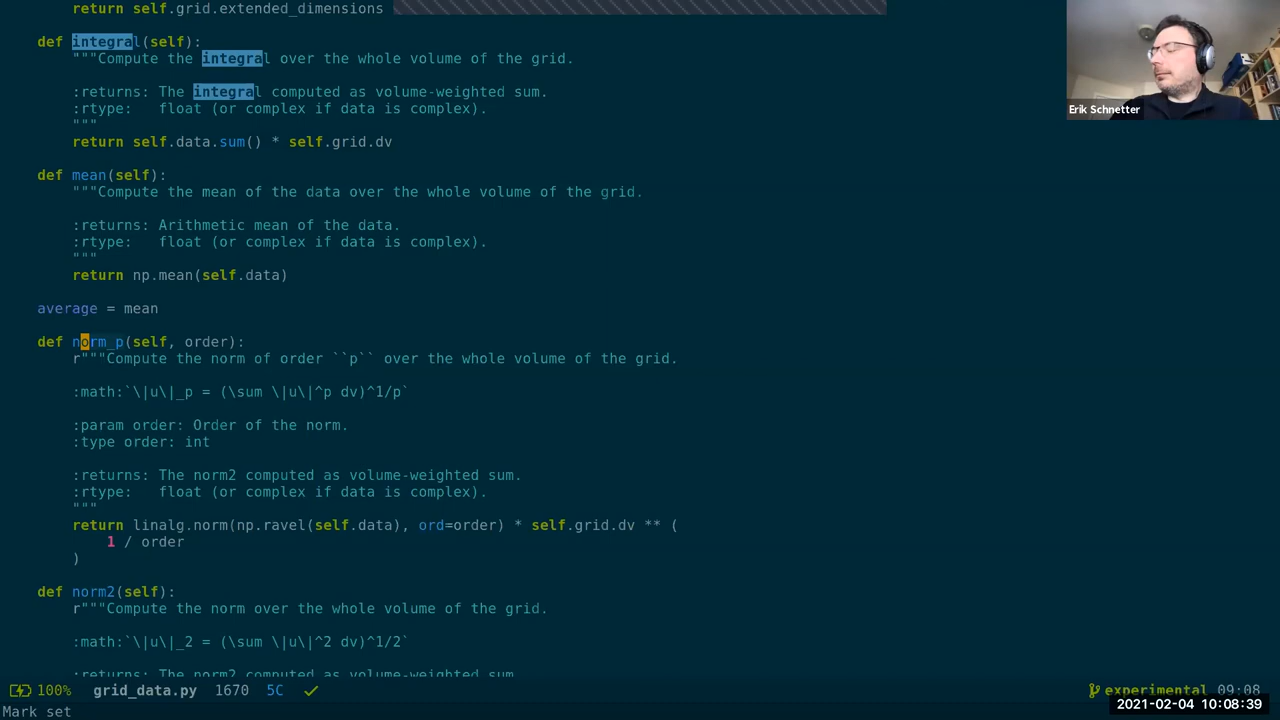 return self.grid.extended_dimensions
def integral(self):
"""Compute the integral over the whole volume of the grid.
:returns: The integral computed as volume-weighted sum.
:rtype:   float (or complex if data is complex).
"""
return self.data.sum() * self.grid.dv
def mean(self):
"""Compute the mean of the data over the whole volume of the grid.
:returns: Arithmetic mean of the data.
:rtype:   float (or complex if data is complex).
"""
return np.mean(self.data)
average = mean
def norm_p(self, order):
r"""Compute the norm of order ``p`` over the whole volume of the grid.
:math:`\|u\|_p = (\sum \|u\|^p dv)^1/p`
:param order: Order of the norm.
:type order: int
:returns: The norm2 computed as volume-weighted sum.
:rtype:   float (or complex if data is complex).
"""
return linalg.norm(np.ravel(self.data), ord=order) * self.grid.dv ** (
1 / order
)
def norm2(self):
r"""Compute the norm over the whole volume of the grid.
:math:`\|u\|_2 = (\sum \|u\|^2 dv)^1/2`
:returns: The norm2 computed as volume-weighted sum.
100% grid_data.py 1670 5C experimental 09:08
Mark set
Erik Schnetter
2021-02-04 10:08:39